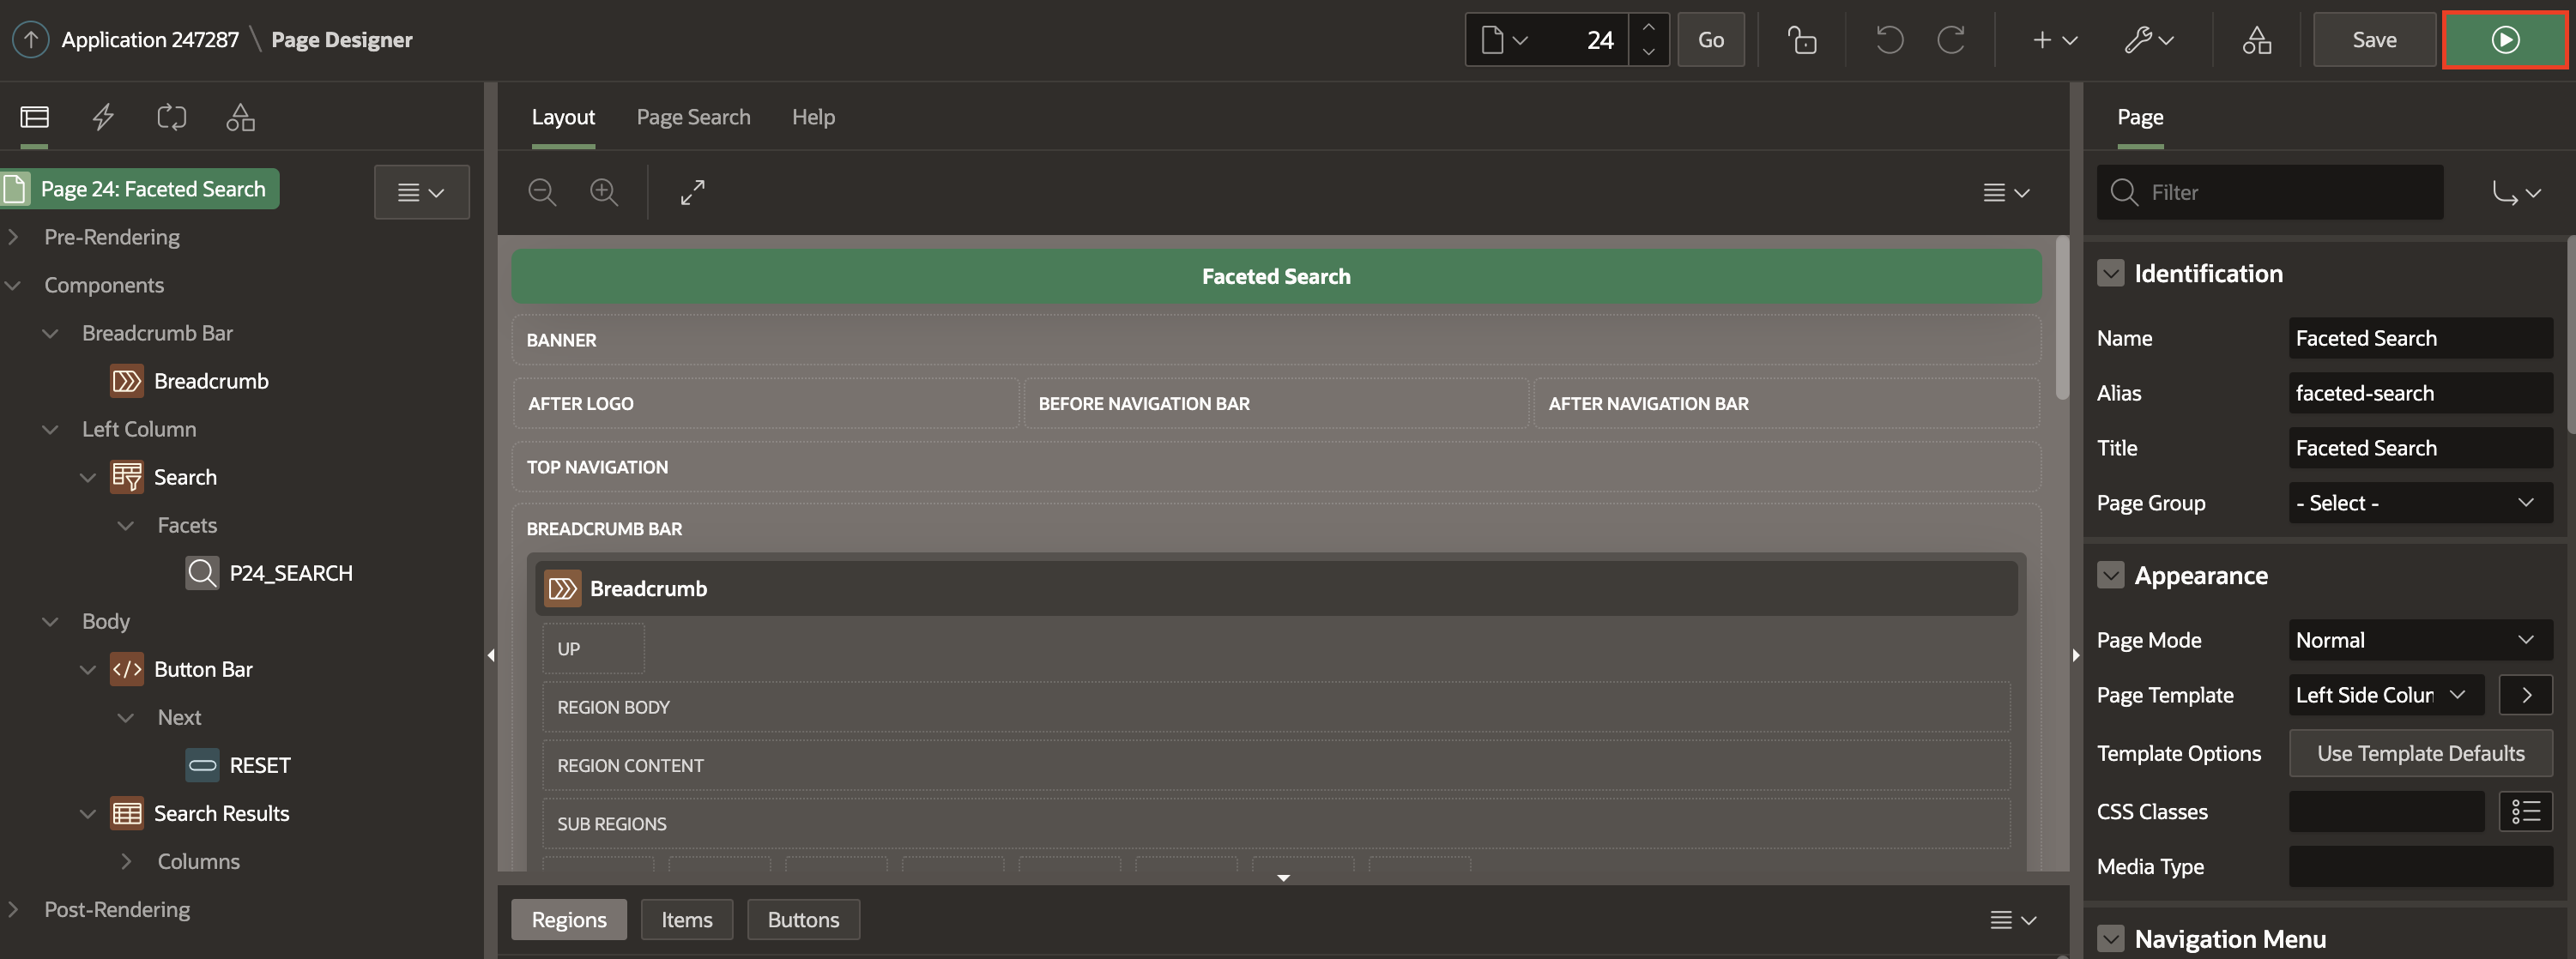 Application 247287 \ Page Designer
24
Go
Save
Page 24: Faceted Search
Pre-Rendering
Components
Breadcrumb Bar
Breadcrumb
Left Column
Search
Facets
P24_SEARCH
Body
Button Bar
Next
RESET
Search Results
Columns
Post-Rendering
Layout
Page Search
Help
Faceted Search
BANNER
AFTER LOGO
BEFORE NAVIGATION BAR
AFTER NAVIGATION BAR
TOP NAVIGATION
BREADCRUMB BAR
Breadcrumb
UP
REGION BODY
REGION CONTENT
SUB REGIONS
Regions
Items
Buttons
Page
Filter
Identification
Name
Faceted Search
Alias
faceted-search
Title
Faceted Search
Page Group
- Select -
Appearance
Page Mode
Normal
Page Template
Left Side Colur
Template Options
Use Template Defaults
CSS Classes
Media Type
Navigation Menu